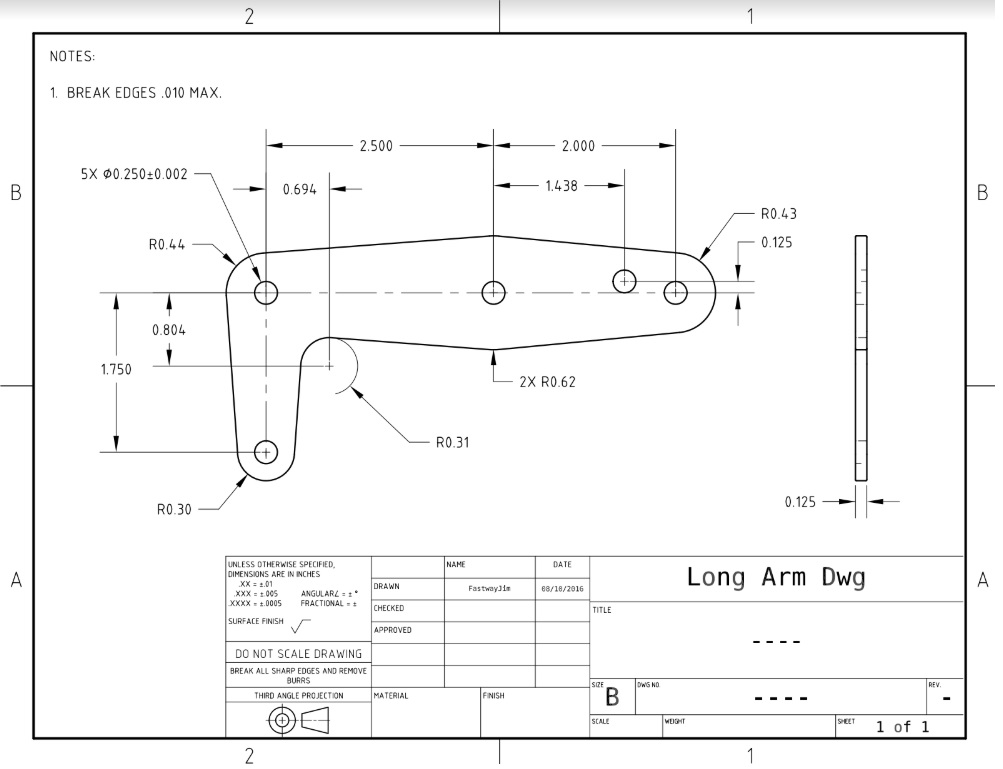 2 1
NOTES:
1. BREAK EDGES .010 MAX.
2.500
2.000
5X Ø0.250±0.002
0.694
1.438
B
B
R0.43
R0.44
0.125
0.804
1.750
2X R0.62
R0.31
R0.30
0.125
A
A
UNLESS OTHERWISE SPECIFIED,
DIMENSIONS ARE IN INCHES
.XX = ±.01
.XXX = ±.005 ANGULAR∠ = ± °
.XXXX = ±.0005 FRACTIONAL = ±
SURFACE FINISH
DO NOT SCALE DRAWING
BREAK ALL SHARP EDGES AND REMOVE
BURRS
THIRD ANGLE PROJECTION
NAME DATE
DRAWN FastwayJim 08/18/2016
CHECKED
APPROVED
MATERIAL FINISH
Long Arm Dwg
TITLE
----
SIZE
B
DWG NO.
----
REV.
-
SCALE WEIGHT SHEET 1 of 1
2 1